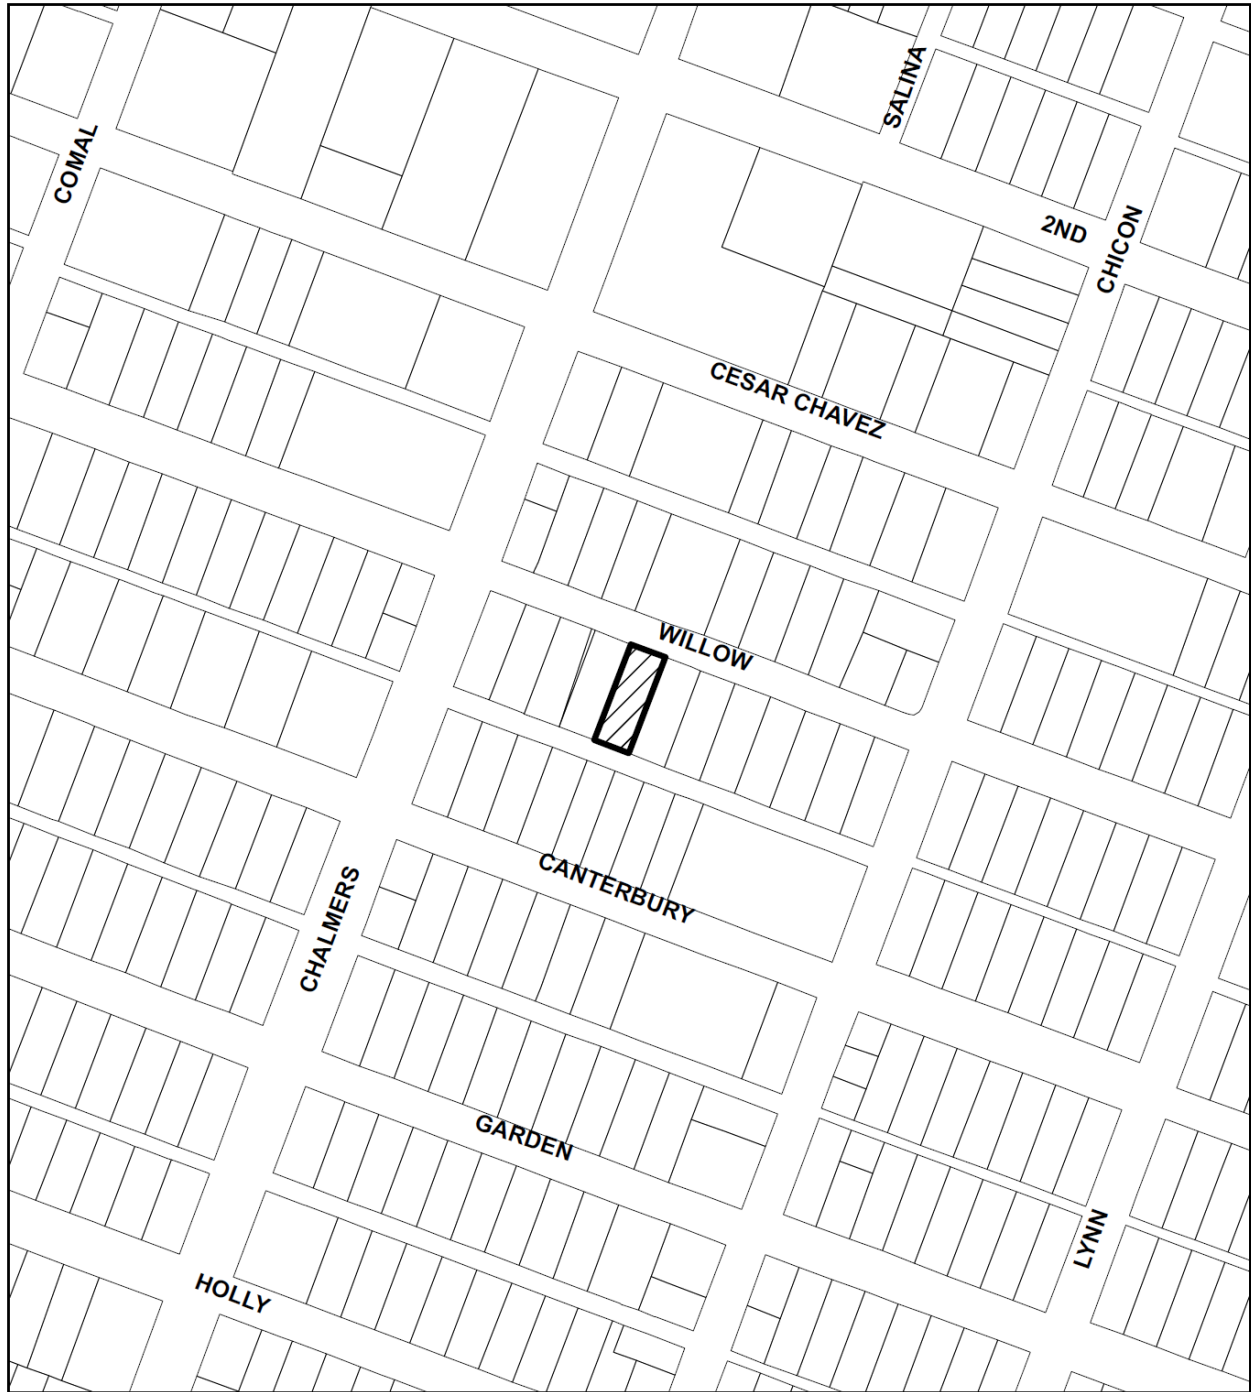 SALINA
COMAL
2ND
CHICON
CESAR CHAVEZ
WILLOW
CANTERBURY
CHALMERS
GARDEN
LYNN
HOLLY